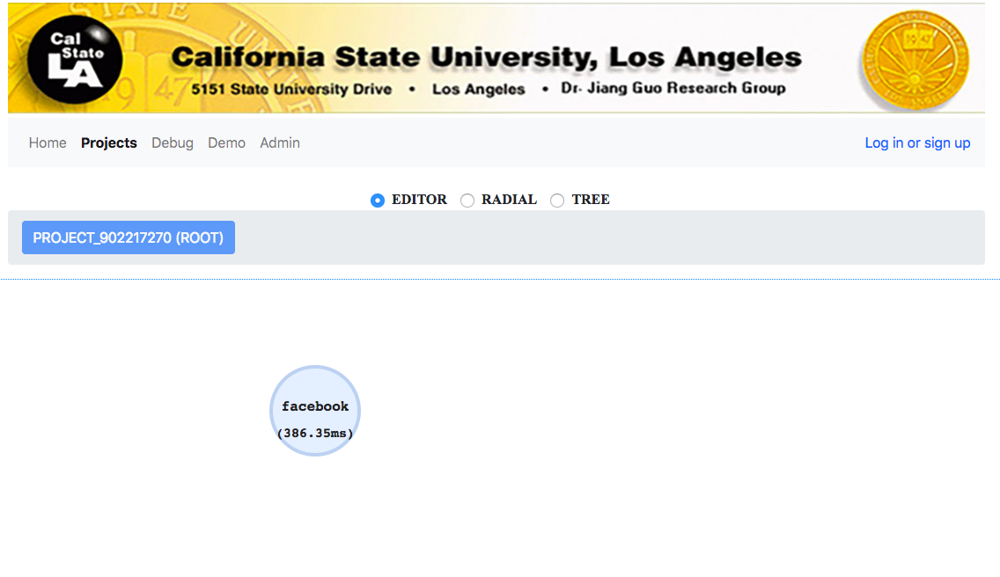 Cal
State
LA
California State University, Los Angeles
5151 State University Drive • Los Angeles • Dr. Jiang Guo Research Group
1947
Home Projects Debug Demo Admin Log in or sign up
EDITOR RADIAL TREE
PROJECT_902217270 (ROOT)
facebook
(386.35ms)